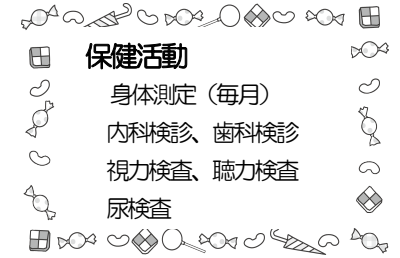 保健活動
身体測定（毎月）
内科検診、歯科検診
視力検査、聴力検査
尿検査